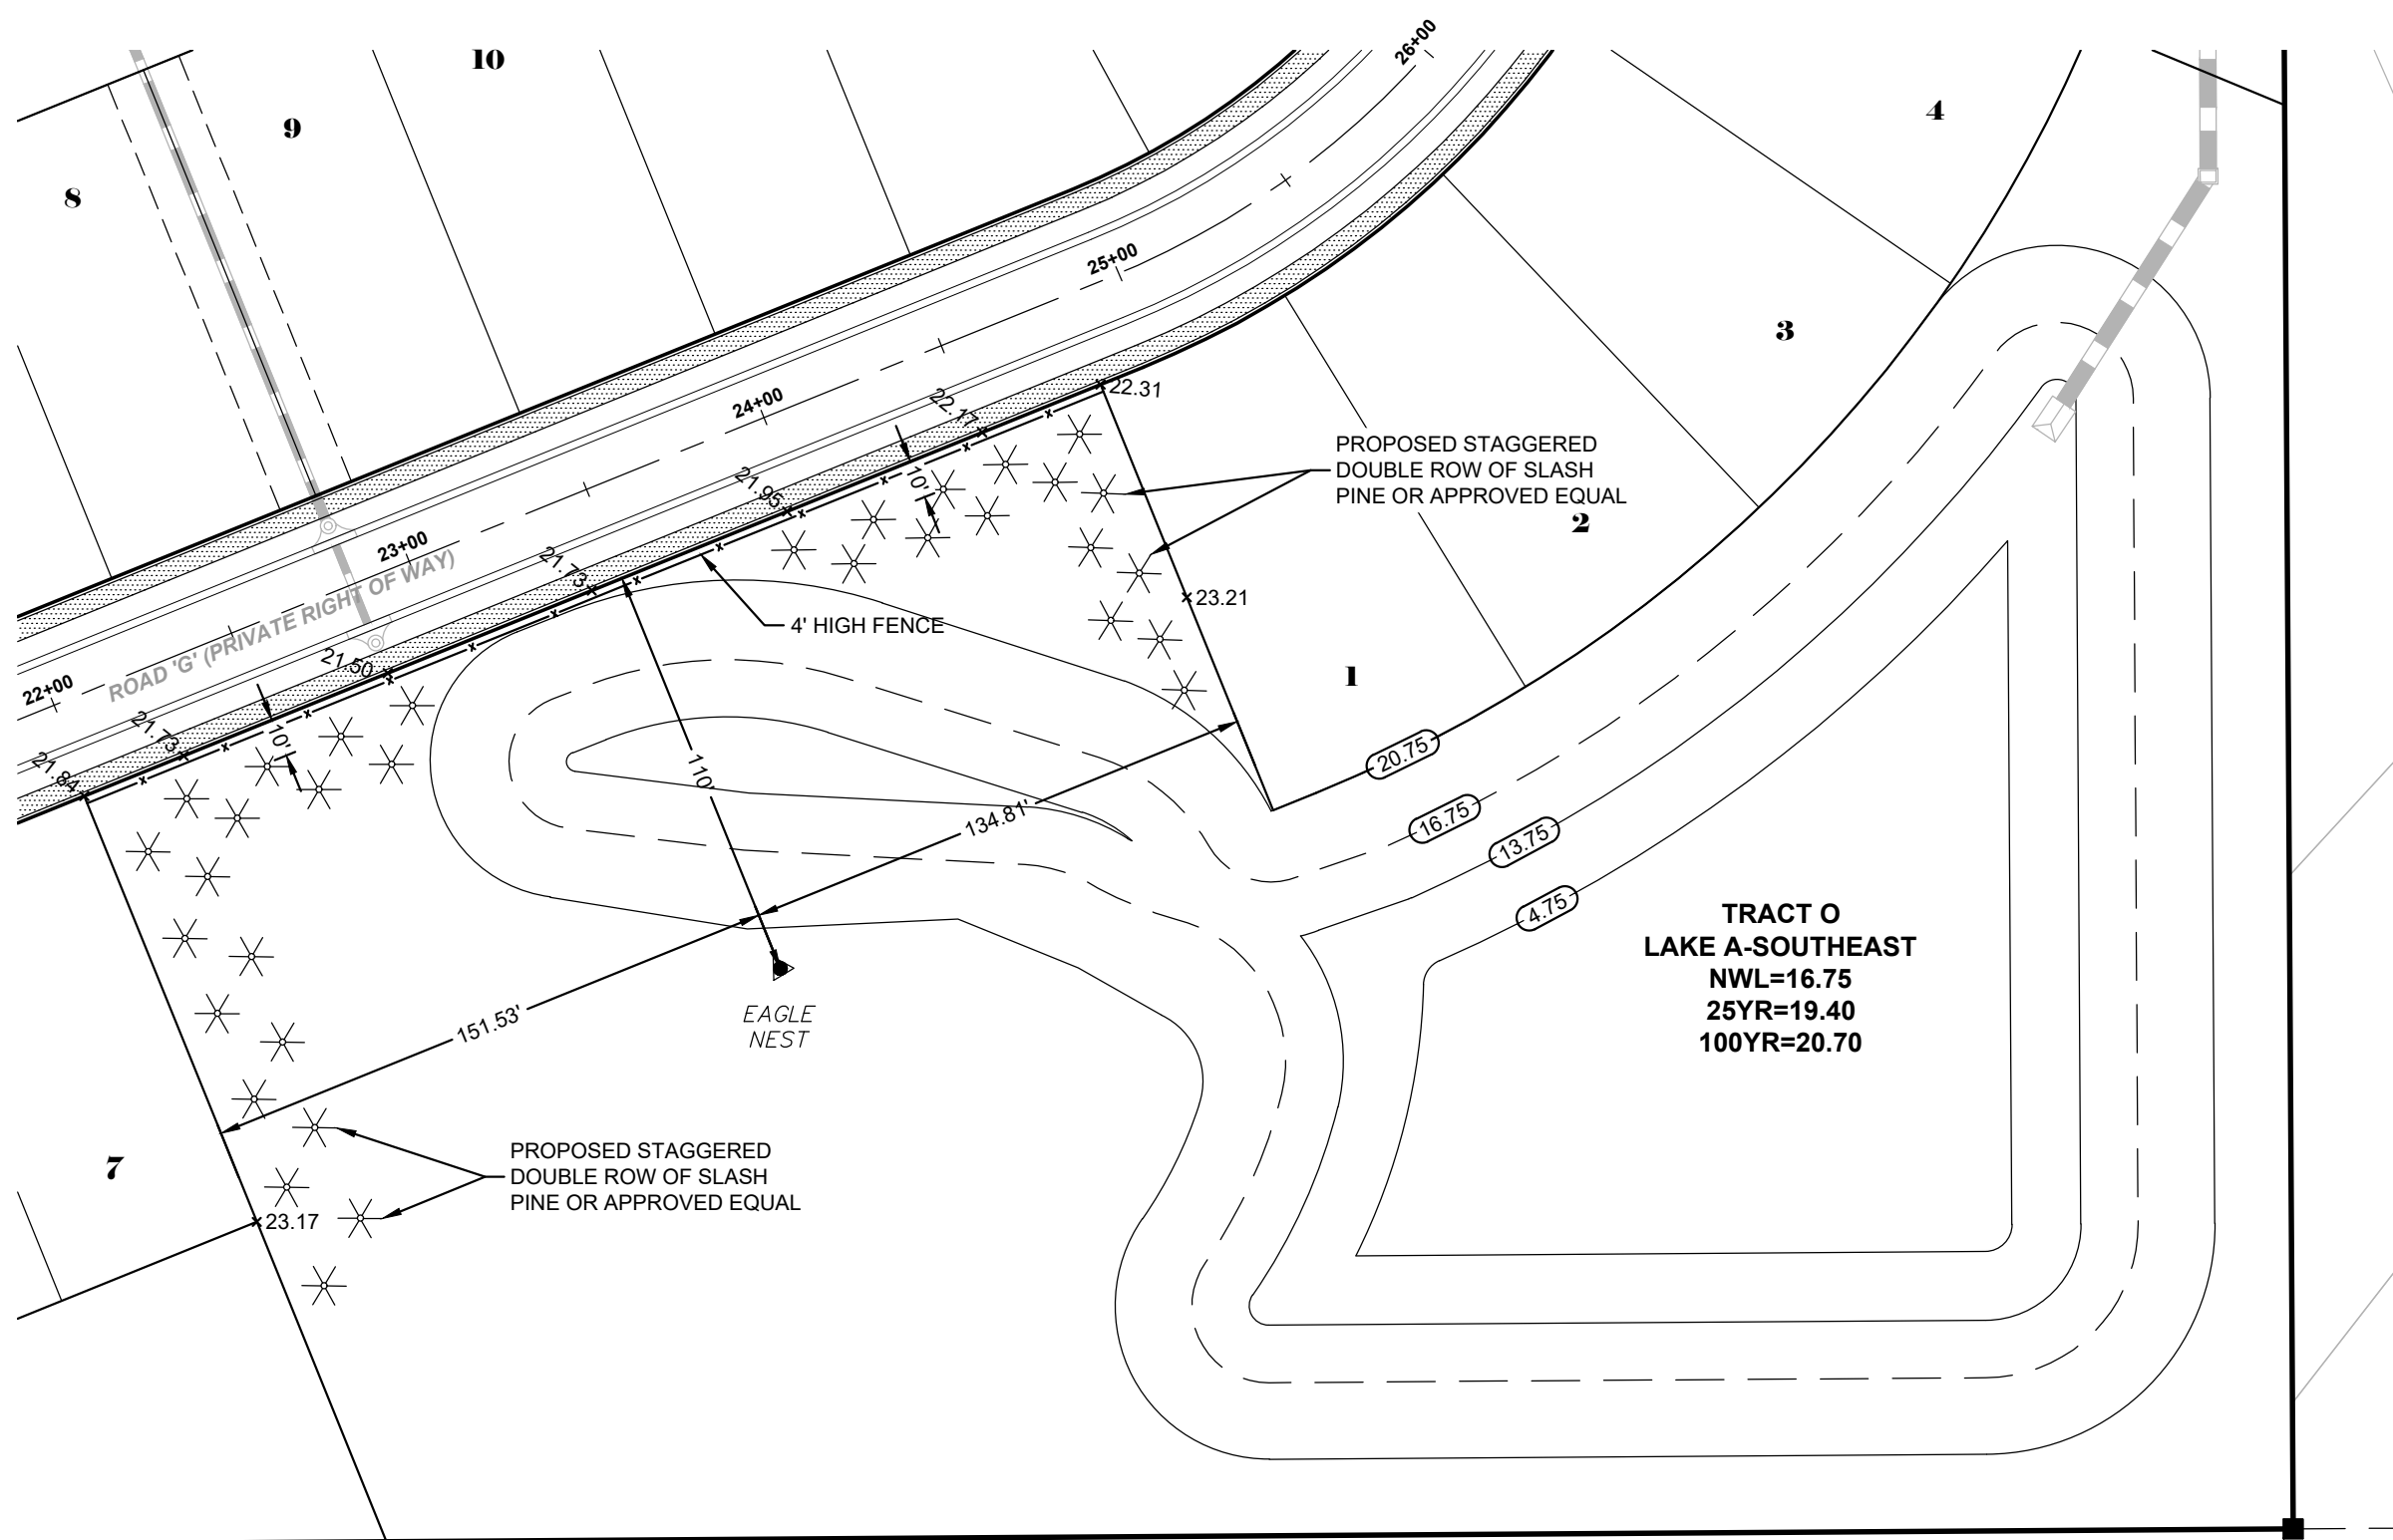 10
9
8
4
3
26+00
25+00
24+00
23+00
22+00
ROAD 'G' (PRIVATE RIGHT OF WAY)
22.31
22.17
21.95
21.73
21.50
21.73
21.84
10'
10'
PROPOSED STAGGERED
DOUBLE ROW OF SLASH
PINE OR APPROVED EQUAL
2
23.21
4' HIGH FENCE
1
20.75
16.75
13.75
4.75
110'
134.81'
151.53'
EAGLE
NEST
TRACT O
LAKE A-SOUTHEAST
NWL=16.75
25YR=19.40
100YR=20.70
PROPOSED STAGGERED
DOUBLE ROW OF SLASH
PINE OR APPROVED EQUAL
7
23.17